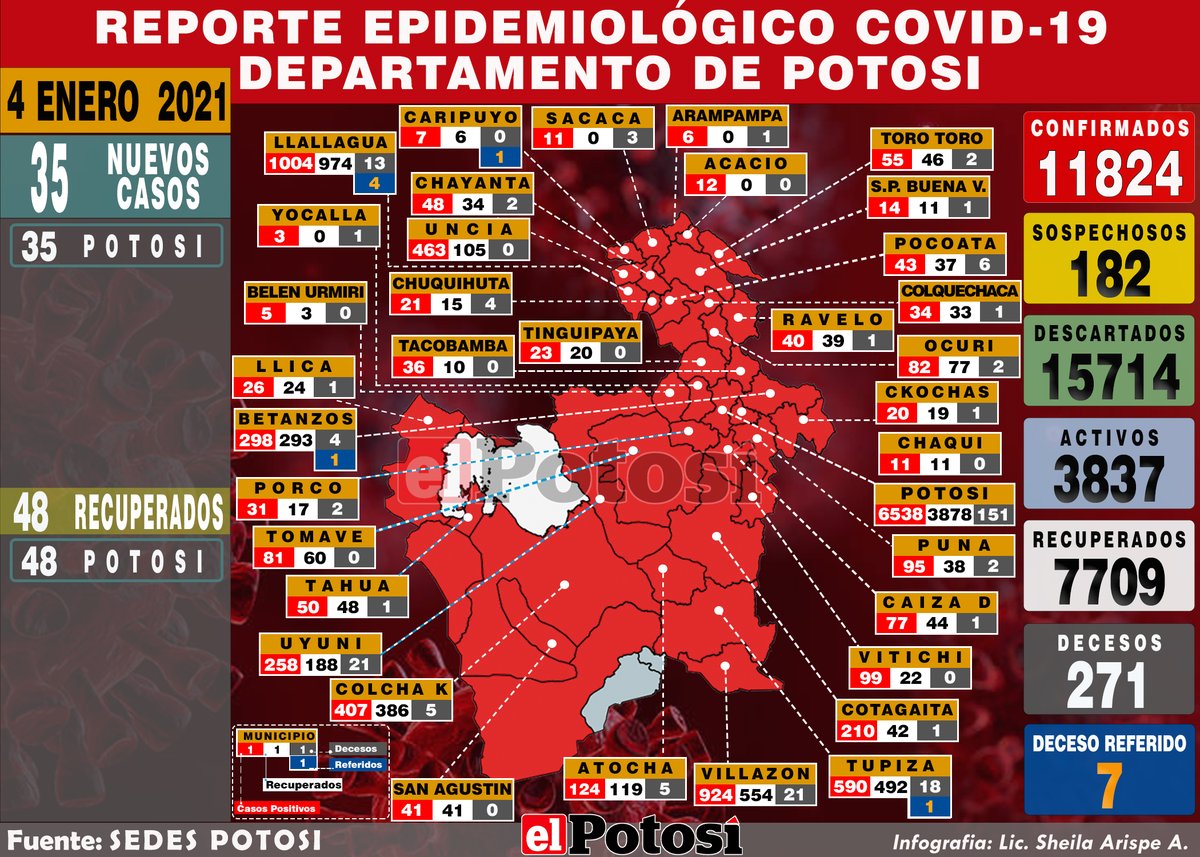 REPORTE EPIDEMIOLÓGICO COVID-19
DEPARTAMENTO DE POTOSI
4 ENERO 2021
35 NUEVOS CASOS
35 POTOSI
48 RECUPERADOS
48 POTOSI
CARIPUYO
7 6 0
1
SACACA
11 0 3
ARAMPAMPA
6 0 1
LLALLAGUA
1004 974 13
4
ACACIO
12 0 0
TORO TORO
55 46 2
CHAYANTA
48 34 2
S.P. BUENA V.
14 11 1
YOCALLA
3 0 1
UNCIA
463 105 0
POCOATA
43 37 6
BELEN URMIRI
5 3 0
CHUQUIHUTA
21 15 4
COLQUECHACA
34 33 1
RAVELO
40 39 1
TINGUIPAYA
23 20 0
TACOBAMBA
36 10 0
OCURI
82 77 2
LLICA
26 24 1
CKOCHAS
20 19 1
BETANZOS
298 293 4
1
CHAQUI
11 11 0
PORCO
31 17 2
POTOSI
6538 3878 151
TOMAVE
81 60 0
PUNA
95 38 2
TAHUA
50 48 1
CAIZA D
77 44 1
UYUNI
258 188 21
VITICHI
99 22 0
COLCHA K
407 386 5
COTAGAITA
210 42 1
SAN AGUSTIN
41 41 0
ATOCHA
124 119 5
VILLAZON
924 554 21
TUPIZA
590 492 18
1
MUNICIPIO
1 1 1
1
Decesos
Referidos
Recuperados
Casos Positivos
el Potosí
CONFIRMADOS
11824
SOSPECHOSOS
182
DESCARTADOS
15714
ACTIVOS
3837
RECUPERADOS
7709
DECESOS
271
DECESO REFERIDO
7
Fuente: SEDES POTOSI
el Potosí
Infografia: Lic. Sheila Arispe A.